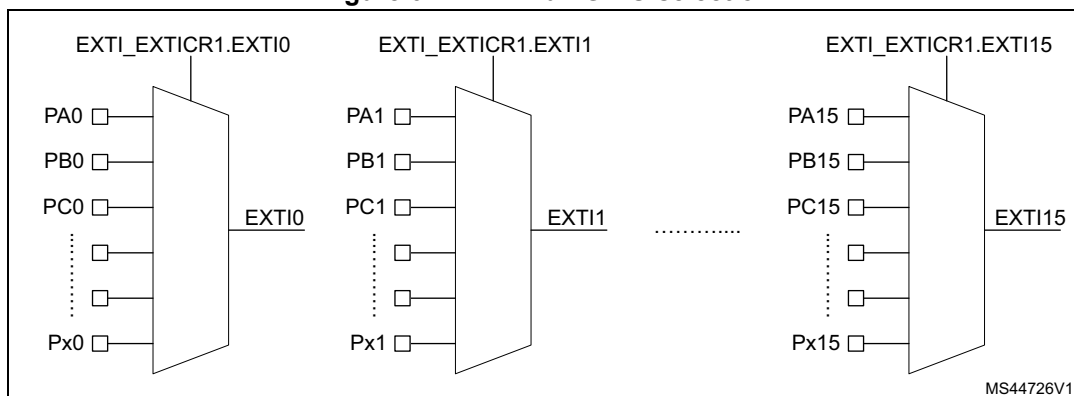 EXTI_EXTICR1.EXTI0 EXTI_EXTICR1.EXTI1 EXTI_EXTICR1.EXTI15
PA0 PA1 PA15
PB0 PB1 PB15
PC0 PC1 PC15
EXTI0 EXTI1 ........... EXTI15
Px0 Px1 Px15
MS44726V1